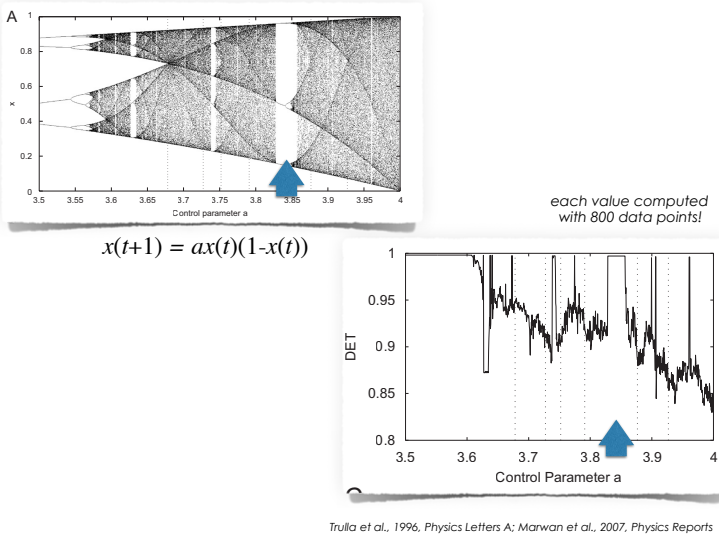 A
1
0.8
0.6
x
0.4
0.2
0
3.5 3.55 3.6 3.65 3.7 3.75 3.8 3.85 3.9 3.95 4
Control parameter a
each value computed
with 800 data points!
x(t+1) = ax(t)(1-x(t))
1
0.95
DET
0.9
0.85
0.8
3.5 3.6 3.7 3.8 3.9 4
Control Parameter a
Trulla et al., 1996, Physics Letters A; Marwan et al., 2007, Physics Reports